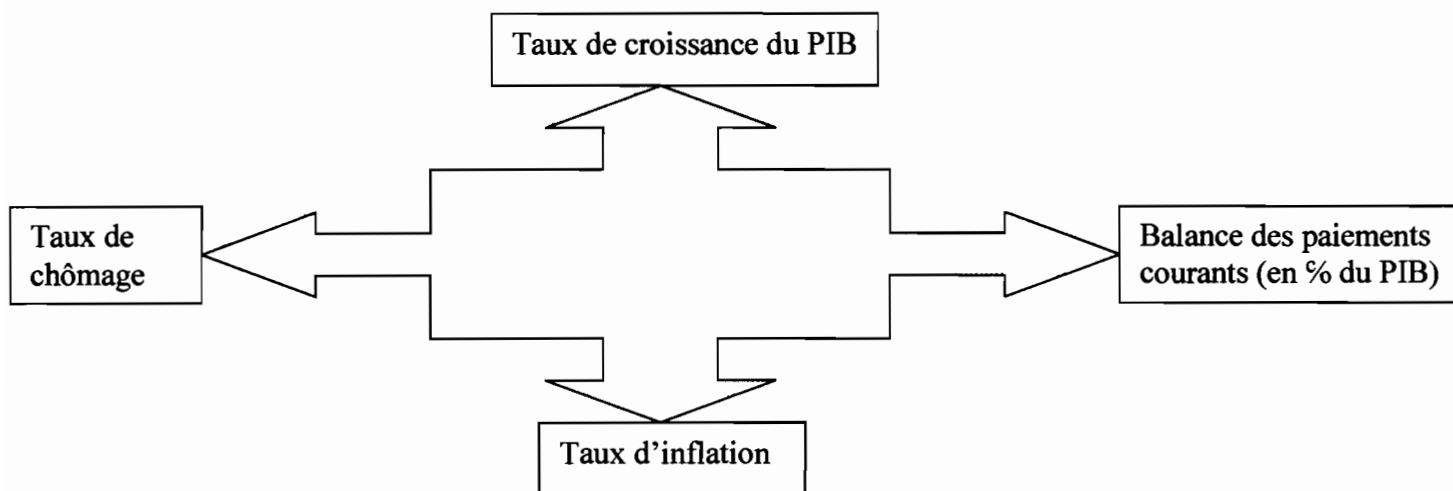 Taux de croissance du PIB
Taux de
chômage
Balance des paiements
courants (en % du PIB)
Taux d’inflation